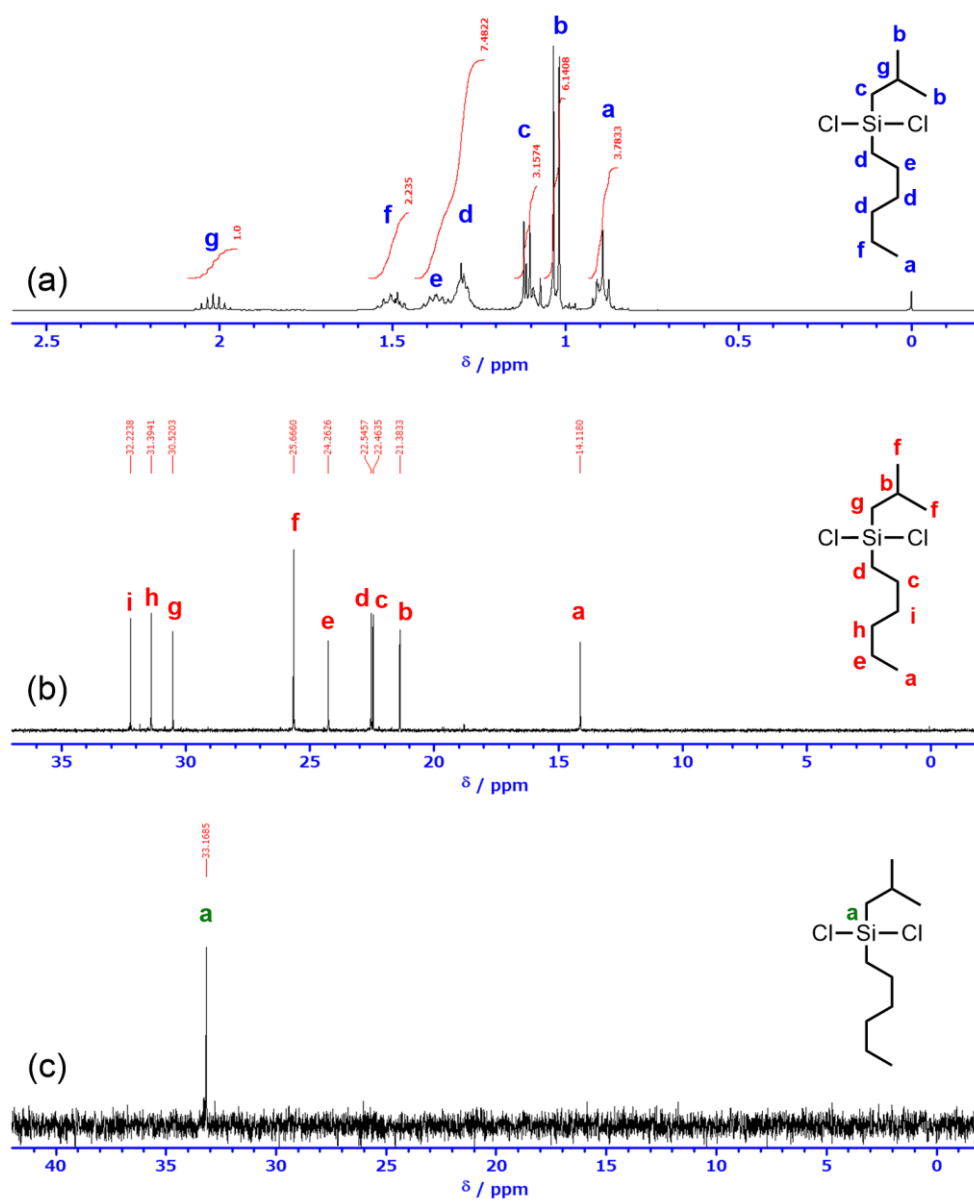 b
7.4822
b
g
6.1408
c
b
a
Cl
Si
Cl
c
3.7833
3.1574
d
e
f
2.235
d
d
d
g
1.0
f
a
e
(a)
2.5
2
1.5
1
0.5
0
δ / ppm
32.2238
31.3941
30.5203
25.6660
24.2626
22.5457
22.4635
21.3833
14.1180
f
b
g
f
f
Cl
Si
Cl
d
c
i
h
g
e
d
c
b
a
i
h
e
a
(b)
35
30
25
20
15
10
5
0
δ / ppm
33.1685
a
a
Cl
Si
Cl
(c)
40
35
30
25
20
15
10
5
0
δ / ppm